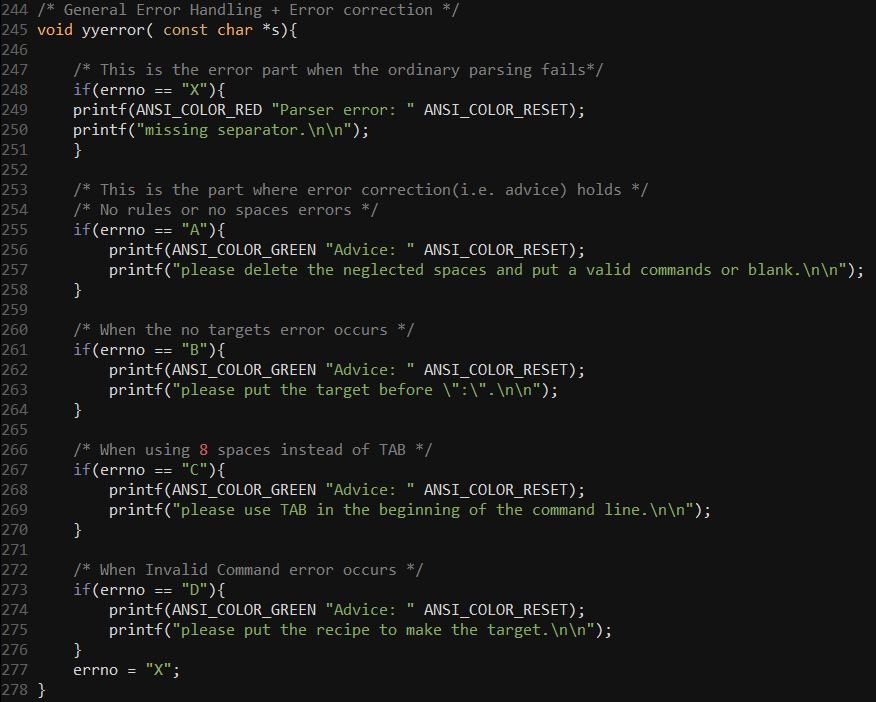 244 /* General Error Handling + Error correction */
245 void yyerror( const char *s){
246
247     /* This is the error part when the ordinary parsing fails*/
248     if(errno == "X"){
249     printf(ANSI_COLOR_RED "Parser error: " ANSI_COLOR_RESET);
250     printf("missing separator.\n\n");
251     }
252
253     /* This is the part where error correction(i.e. advice) holds */
254     /* No rules or no spaces errors */
255     if(errno == "A"){
256         printf(ANSI_COLOR_GREEN "Advice: " ANSI_COLOR_RESET);
257         printf("please delete the neglected spaces and put a valid commands or blank.\n\n");
258     }
259
260     /* When the no targets error occurs */
261     if(errno == "B"){
262         printf(ANSI_COLOR_GREEN "Advice: " ANSI_COLOR_RESET);
263         printf("please put the target before \":\".\n\n");
264     }
265
266     /* When using 8 spaces instead of TAB */
267     if(errno == "C"){
268         printf(ANSI_COLOR_GREEN "Advice: " ANSI_COLOR_RESET);
269         printf("please use TAB in the beginning of the command line.\n\n");
270     }
271
272     /* When Invalid Command error occurs */
273     if(errno == "D"){
274         printf(ANSI_COLOR_GREEN "Advice: " ANSI_COLOR_RESET);
275         printf("please put the recipe to make the target.\n\n");
276     }
277     errno = "X";
278 }